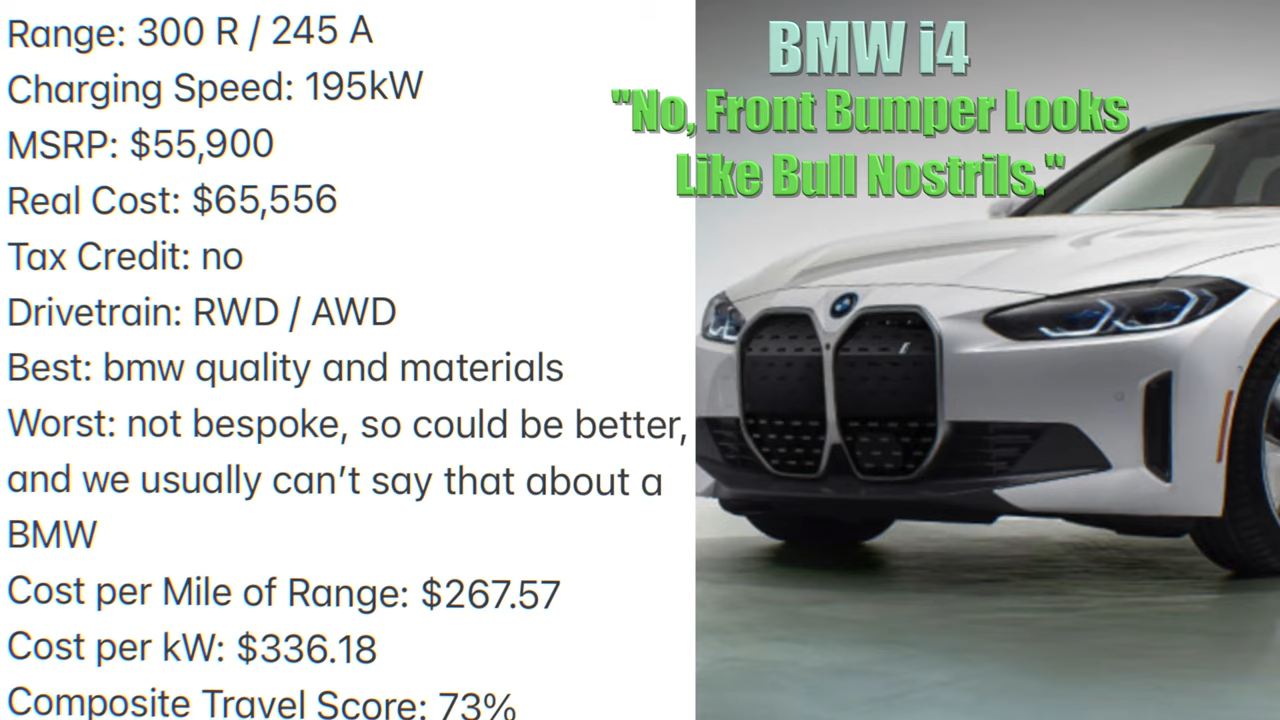 Range: 300 R / 245 A
Charging Speed: 195kW
MSRP: $55,900
Real Cost: $65,556
Tax Credit: no
Drivetrain: RWD / AWD
Best: bmw quality and materials
Worst: not bespoke, so could be better,
and we usually can’t say that about a
BMW
Cost per Mile of Range: $267.57
Cost per kW: $336.18
Composite Travel Score: 73%
BMW i4
"No, Front Bumper Looks
Like Bull Nostrils."